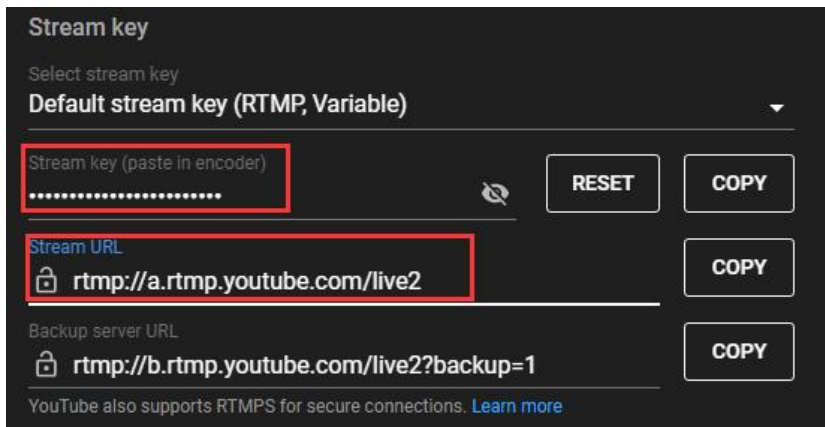 Stream key
Select stream key
Default stream key (RTMP, Variable)
Stream key (paste in encoder)
••••••••••••••••••••••••
RESET
COPY
Stream URL
rtmp://a.rtmp.youtube.com/live2
COPY
Backup server URL
rtmp://b.rtmp.youtube.com/live2?backup=1
COPY
YouTube also supports RTMPS for secure connections. Learn more